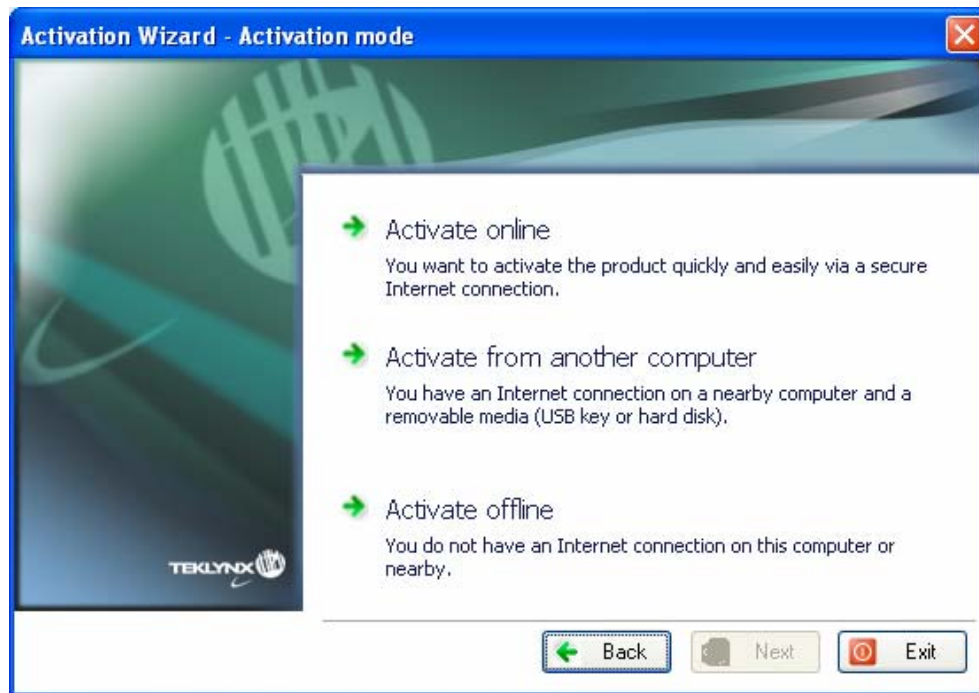 Activation Wizard - Activation mode
Activate online
You want to activate the product quickly and easily via a secure
Internet connection.
Activate from another computer
You have an Internet connection on a nearby computer and a
removable media (USB key or hard disk).
Activate offline
You do not have an Internet connection on this computer or
nearby.
TEKLYNX
Back
Next
Exit